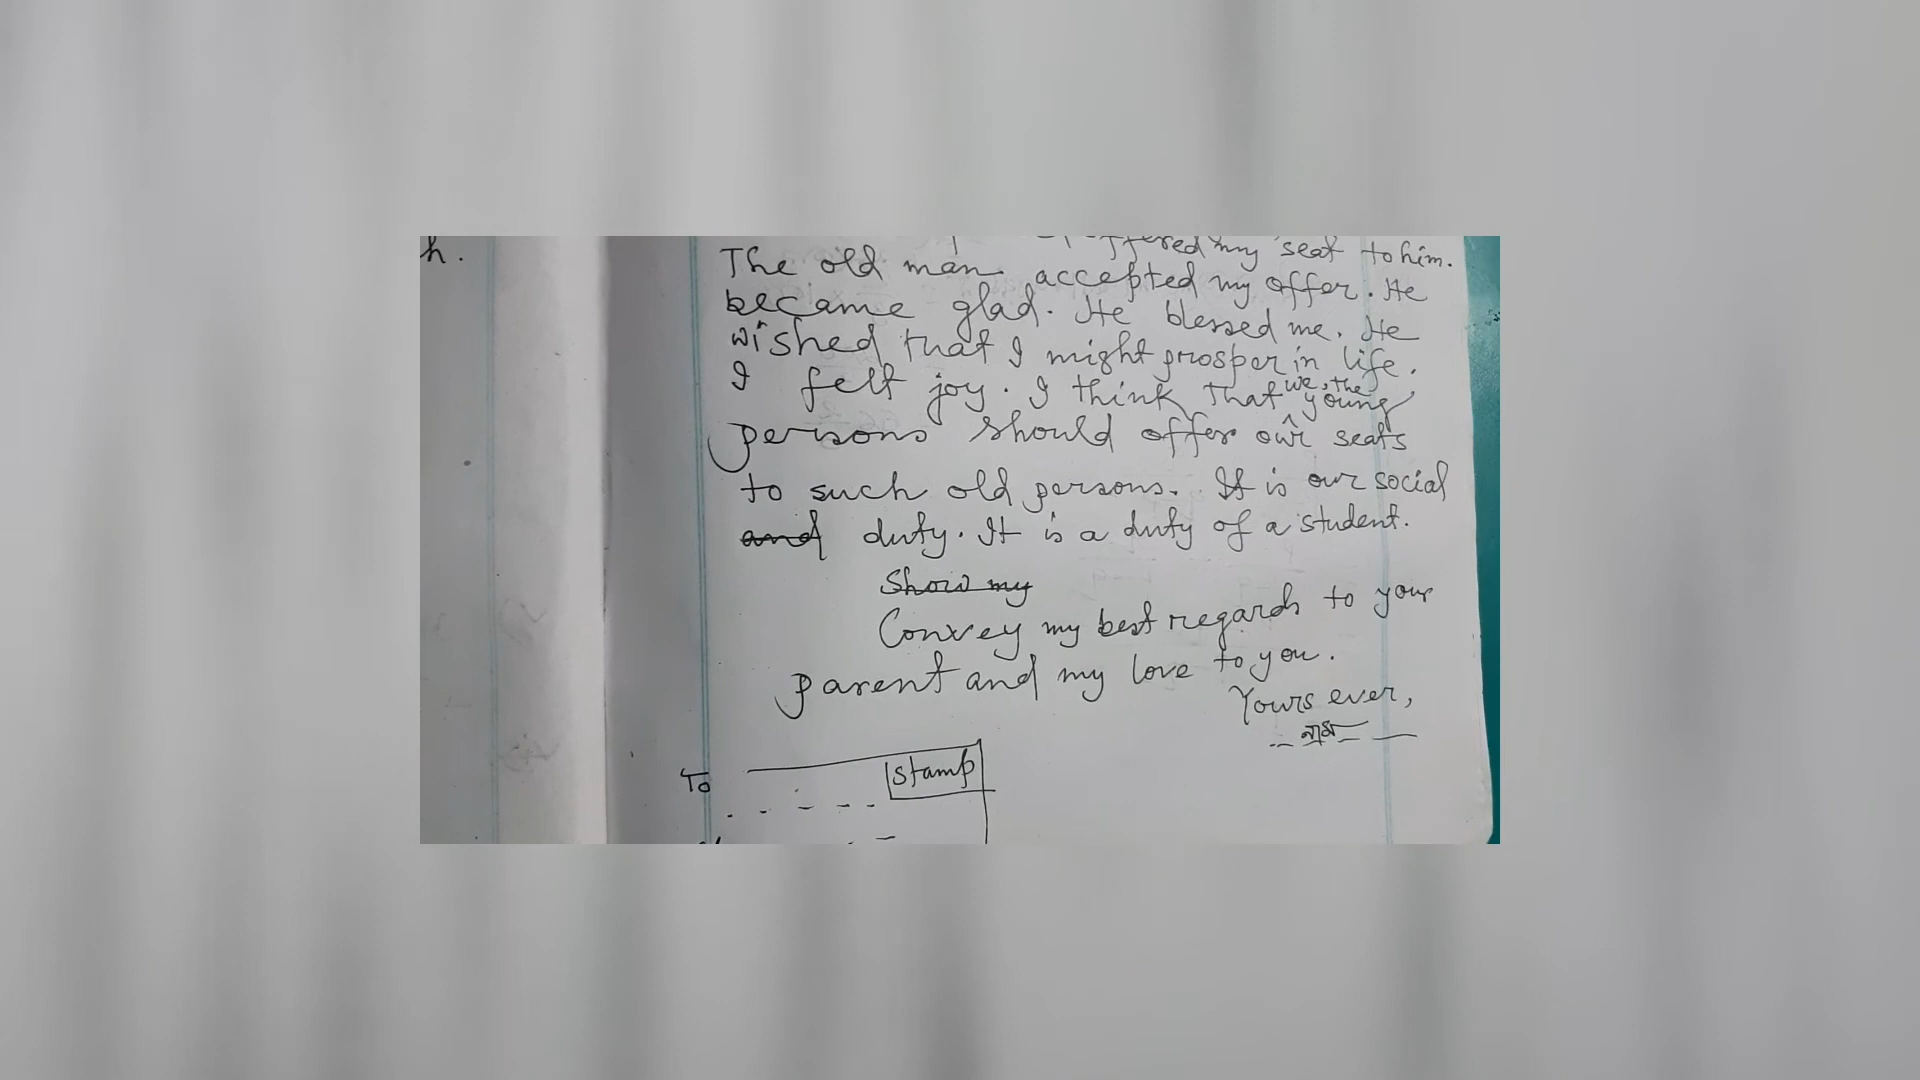 h.
offered my seat to him.
The old man accepted my offer. He
became glad. He blessed me. He
wished that I might prosper in life.
I felt joy. I think that we, the young
persons should offer our seats
to such old persons. It is our social
and duty. It is a duty of a student.
Show my
Convey my best regards to your
parent and my love to you.
Yours ever,
নাম
To
Stamp